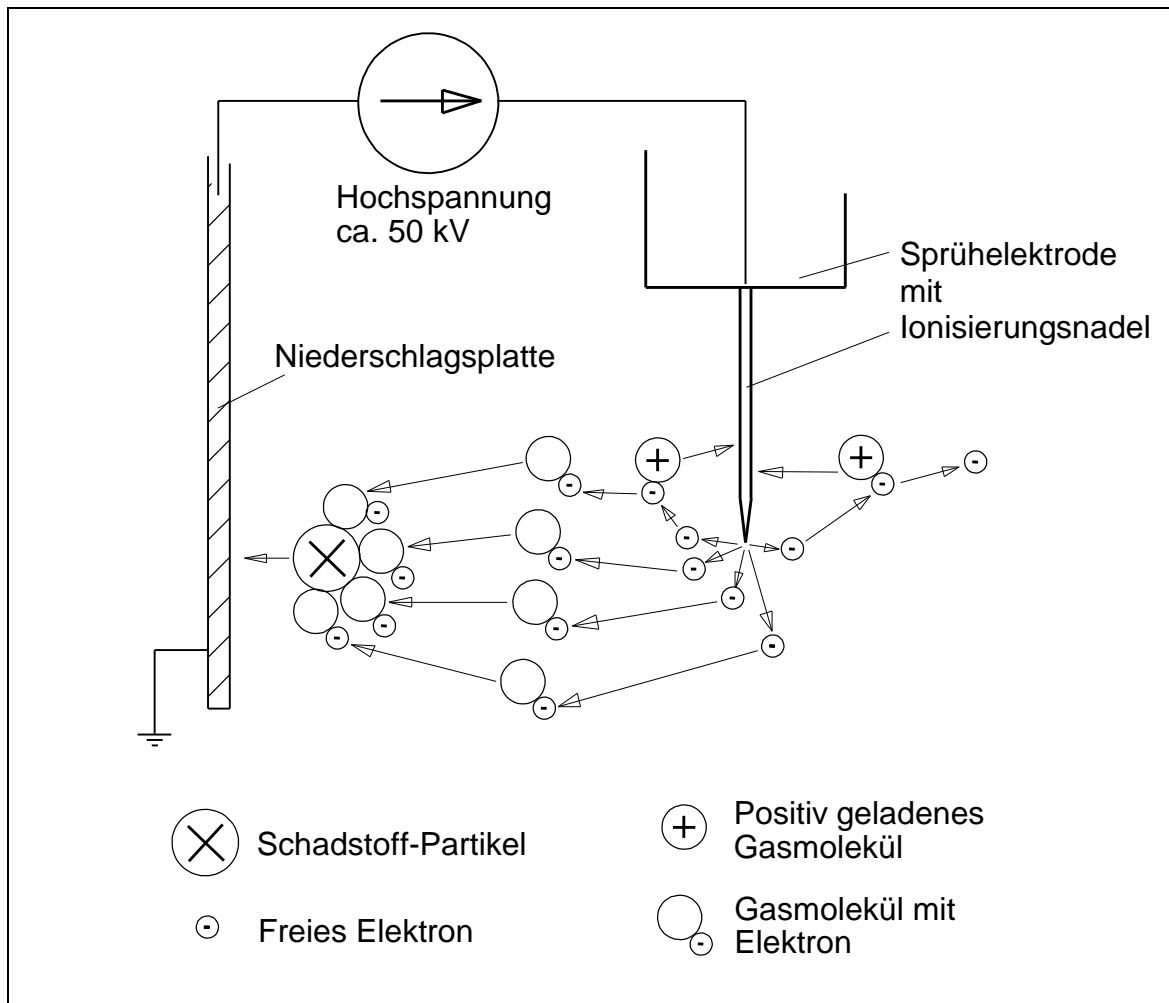 Hochspannung
ca. 50 kV
Sprühelektrode
mit
Ionisierungsnadel
Niederschlagsplatte
Schadstoff-Partikel
Positiv geladenes
Gasmolekül
Freies Elektron
Gasmolekül mit
Elektron